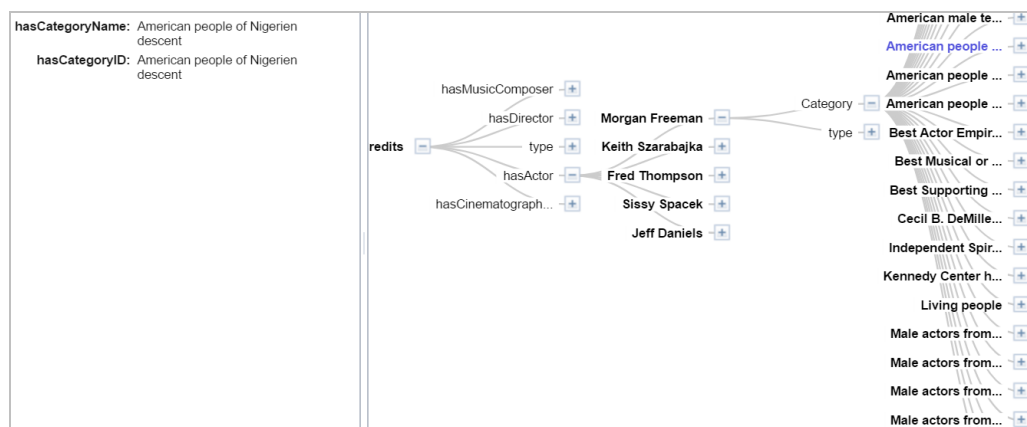 hasCategoryName: American people of Nigerien
descent
hasCategoryID: American people of Nigerien
descent
redits
hasMusicComposer
hasDirector
type
hasActor
hasCinematograph...
Morgan Freeman
Keith Szarabajka
Fred Thompson
Sissy Spacek
Jeff Daniels
Category
type
American male te...
American people ...
American people ...
American people ...
Best Actor Empir...
Best Musical or ...
Best Supporting ...
Cecil B. DeMille...
Independent Spir...
Kennedy Center h...
Living people
Male actors from...
Male actors from...
Male actors from...
Male actors from...